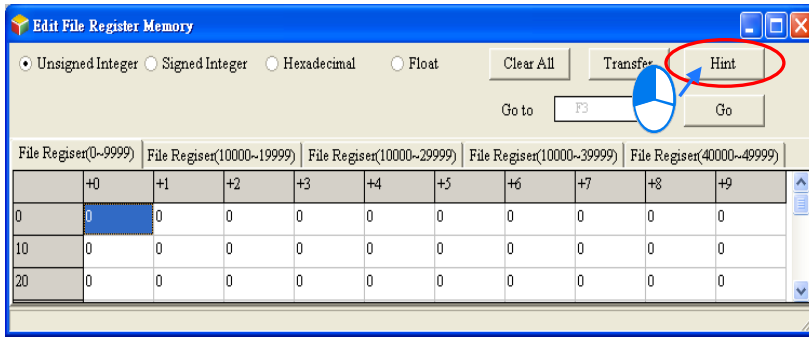 Edit File Register Memory
Unsigned Integer Signed Integer Hexadecimal Float Clear All Transfer Hint
Go to F3 Go
File Regiser(0~9999) File Regiser(10000~19999) File Regiser(10000~29999) File Regiser(10000~39999) File Regiser(40000~49999)
+0 +1 +2 +3 +4 +5 +6 +7 +8 +9
0 0 0 0 0 0 0 0 0 0 0
10 0 0 0 0 0 0 0 0 0 0
20 0 0 0 0 0 0 0 0 0 0